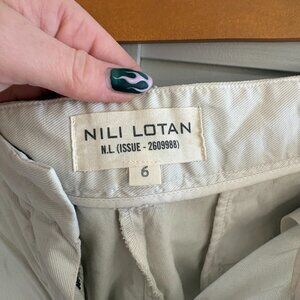 NILI LOTAN
N.L. (ISSUE - 2609988)
6